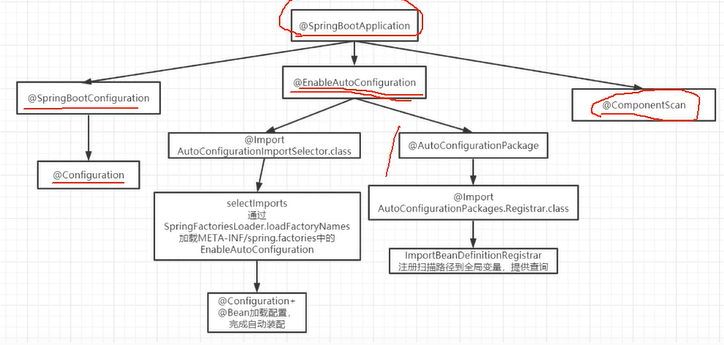 @SpringBootApplication
@SpringBootConfiguration
@EnableAutoConfiguration
@ComponentScan
@Configuration
@Import
AutoConfigurationImportSelector.class
@AutoConfigurationPackage
selectImports
通过
SpringFactoriesLoader.loadFactoryNames
加载META-INF/spring.factories中的
EnableAutoConfiguration
@Import
AutoConfigurationPackages.Registrar.class
ImportBeanDefinitionRegistrar
注册扫描路径到全局变量，提供查询
@Configuration+
@Bean加载配置，
完成自动装配